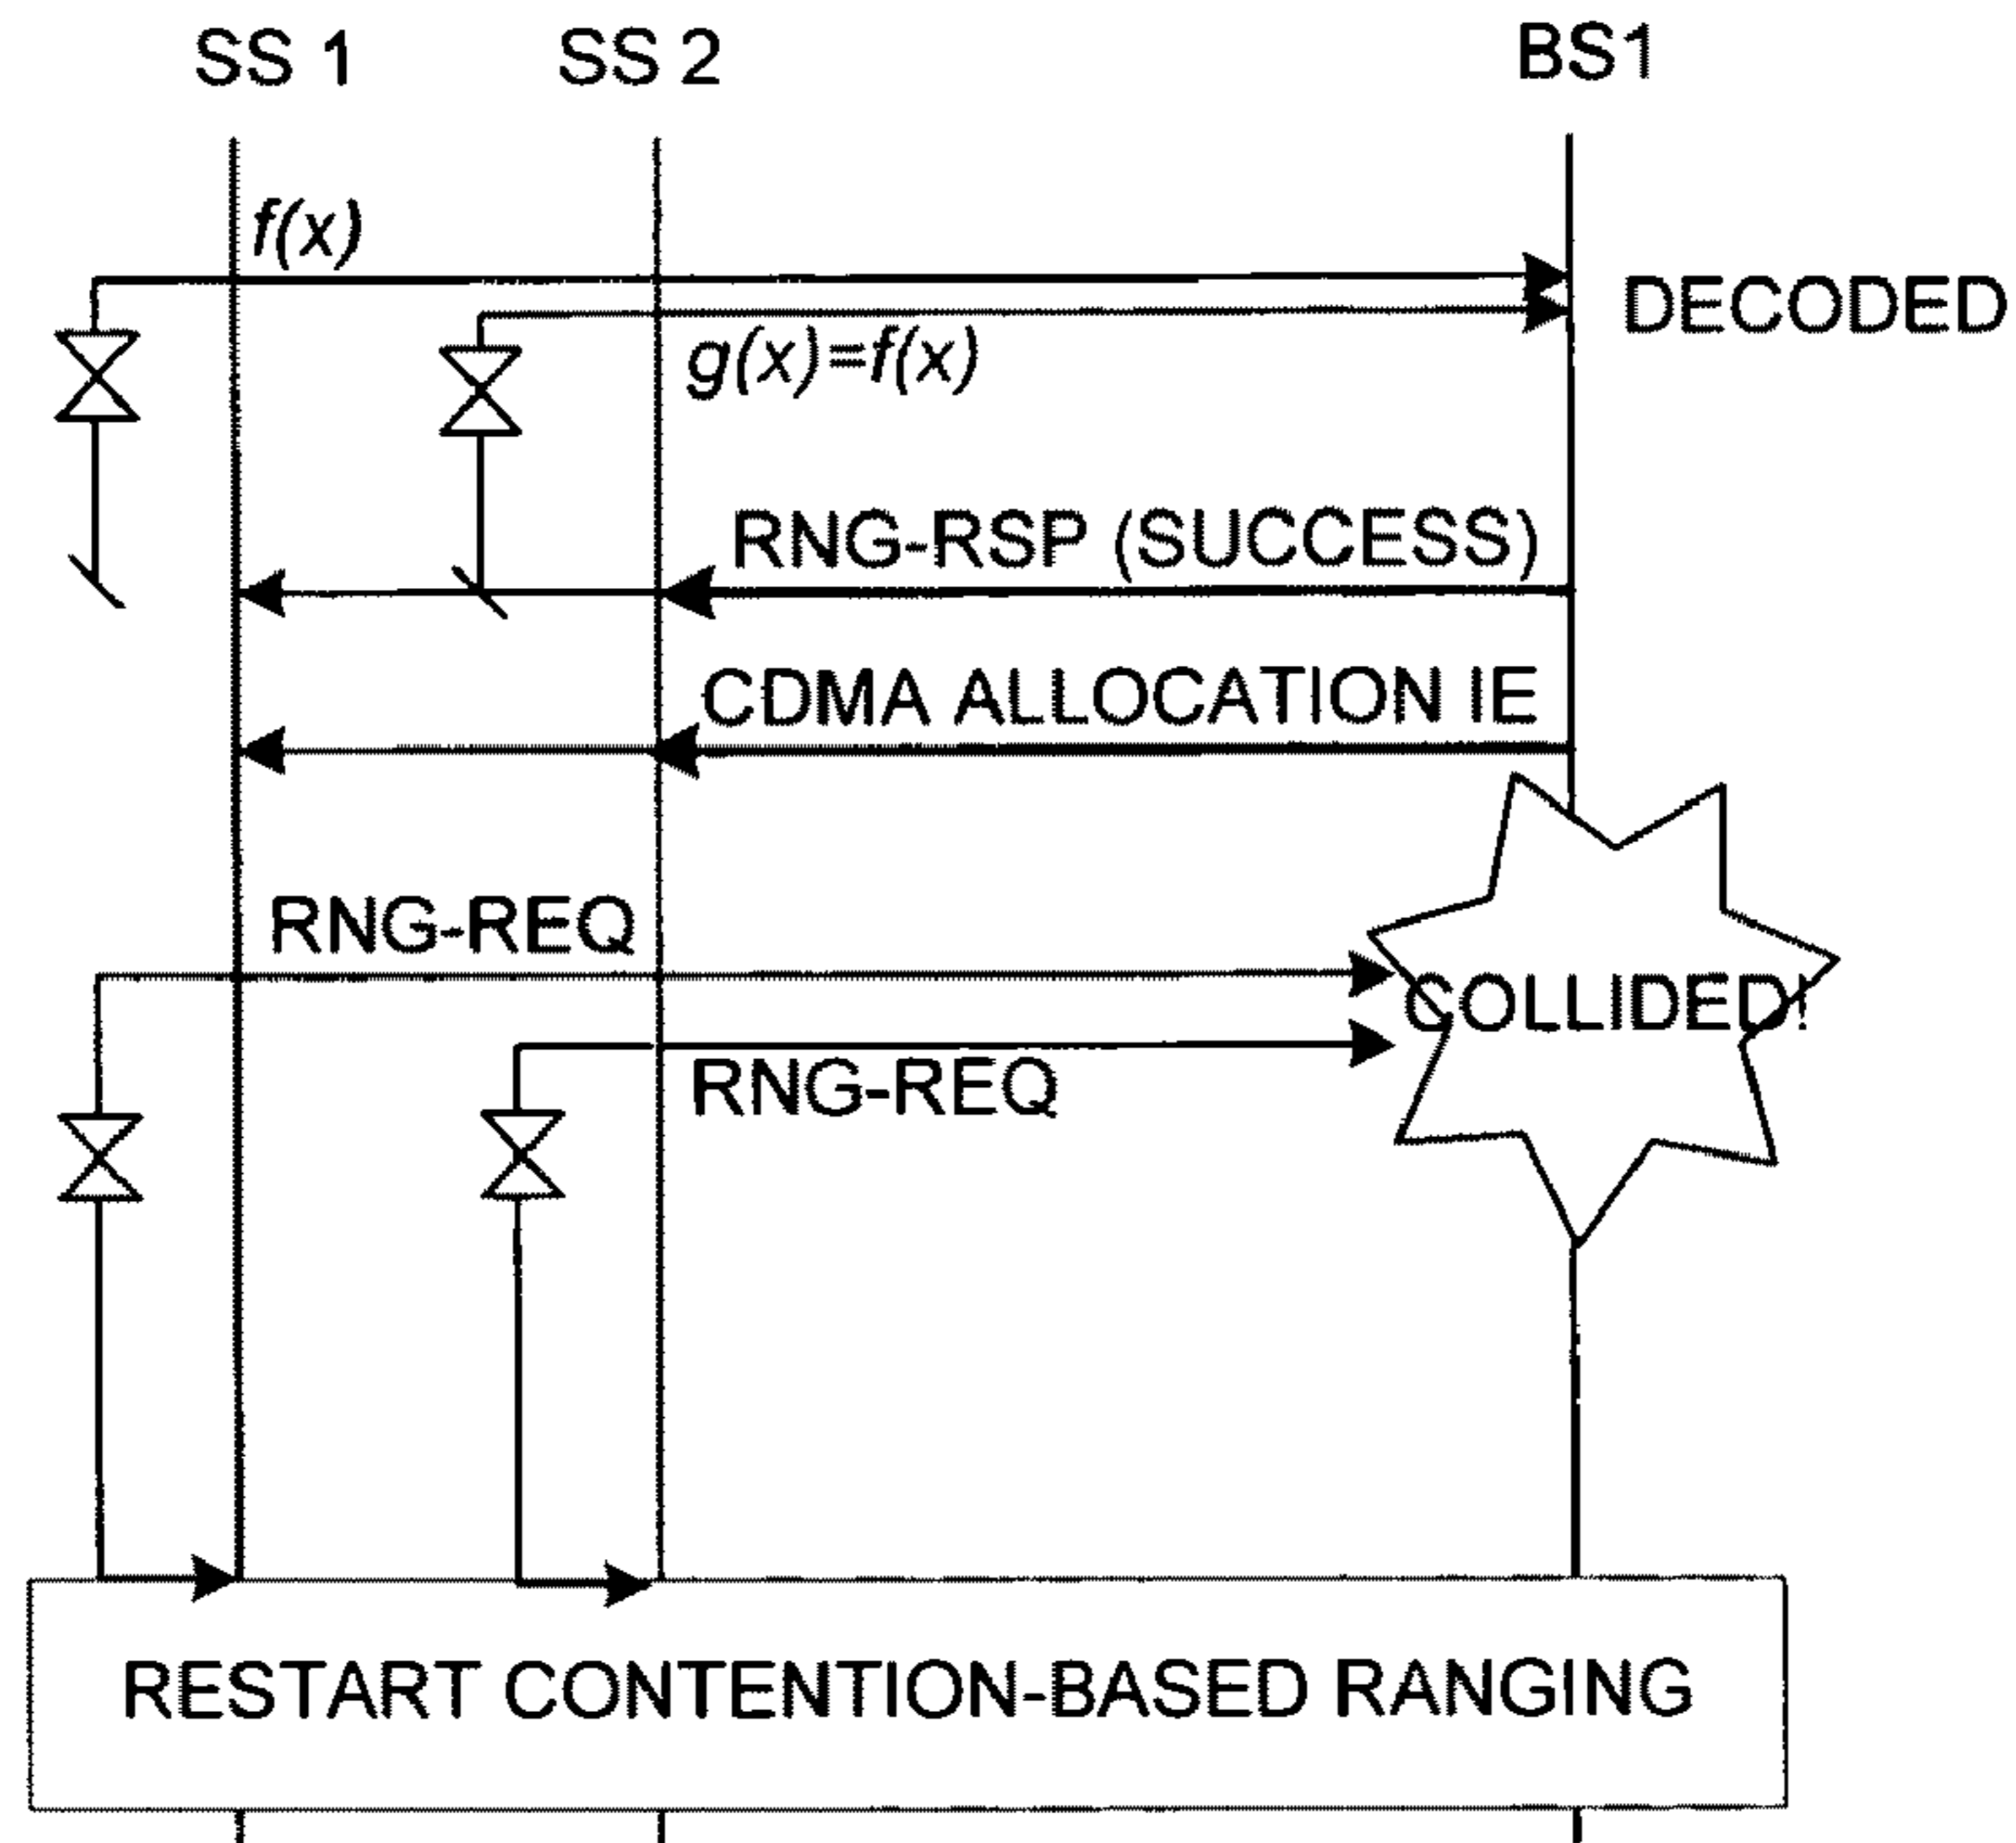 SS 1
SS 2
BS1
f(x)
DECODED
g(x)=f(x)
RNG-RSP (SUCCESS)
CDMA ALLOCATION IE
RNG-REQ
COLLIDED!
RNG-REQ
RESTART CONTENTION-BASED RANGING